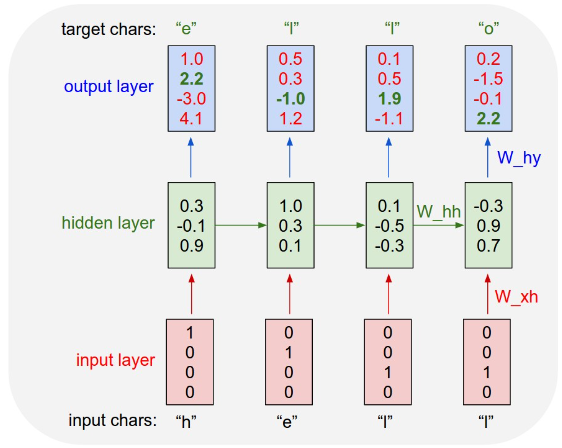 target chars: “e” “l” “l” “o”
1.0 0.5 0.1 0.2
2.2 0.3 0.5 -1.5
output layer -3.0 -1.0 1.9 -0.1
4.1 1.2 -1.1 2.2
W_hy
0.3 1.0 0.1 W_hh -0.3
hidden layer -0.1 0.3 -0.5 0.9
0.9 0.1 -0.3 0.7
W_xh
1 0 0 0
0 1 0 0
input layer 0 0 1 1
0 0 0 0
input chars: “h” “e” “l” “l”